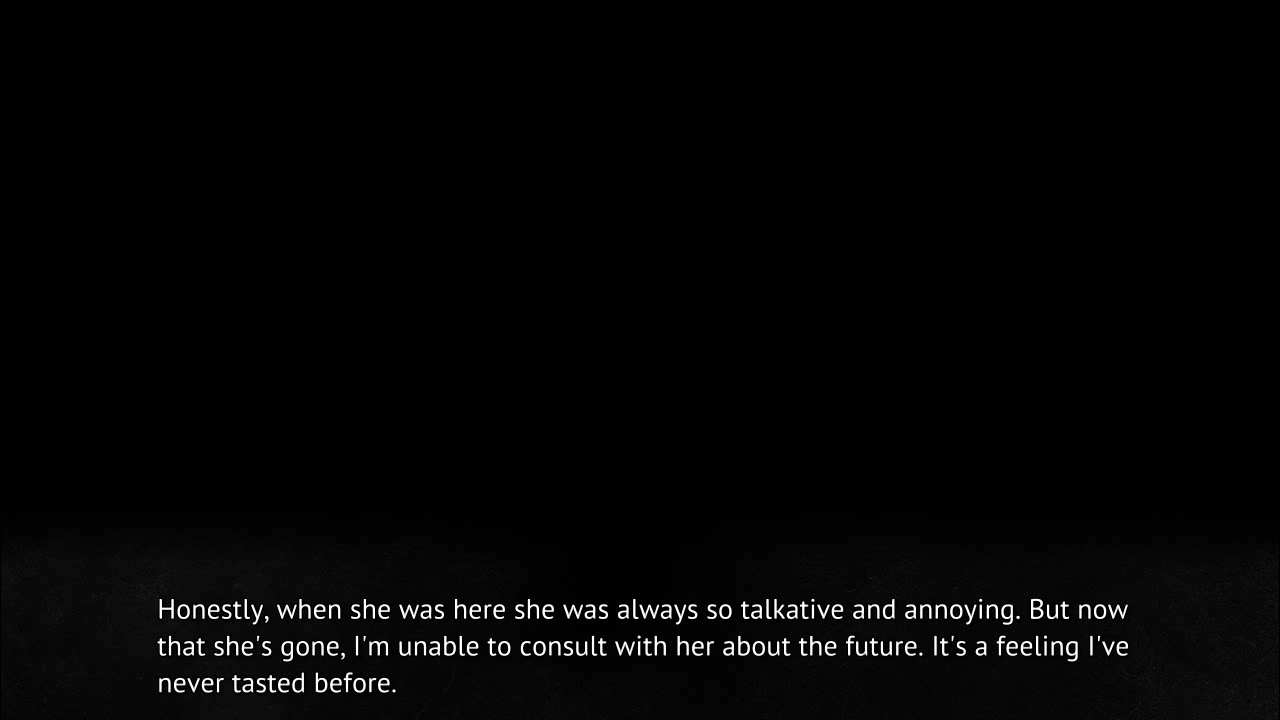 Honestly, when she was here she was always so talkative and annoying. But now
that she's gone, I'm unable to consult with her about the future. It's a feeling I've
never tasted before.